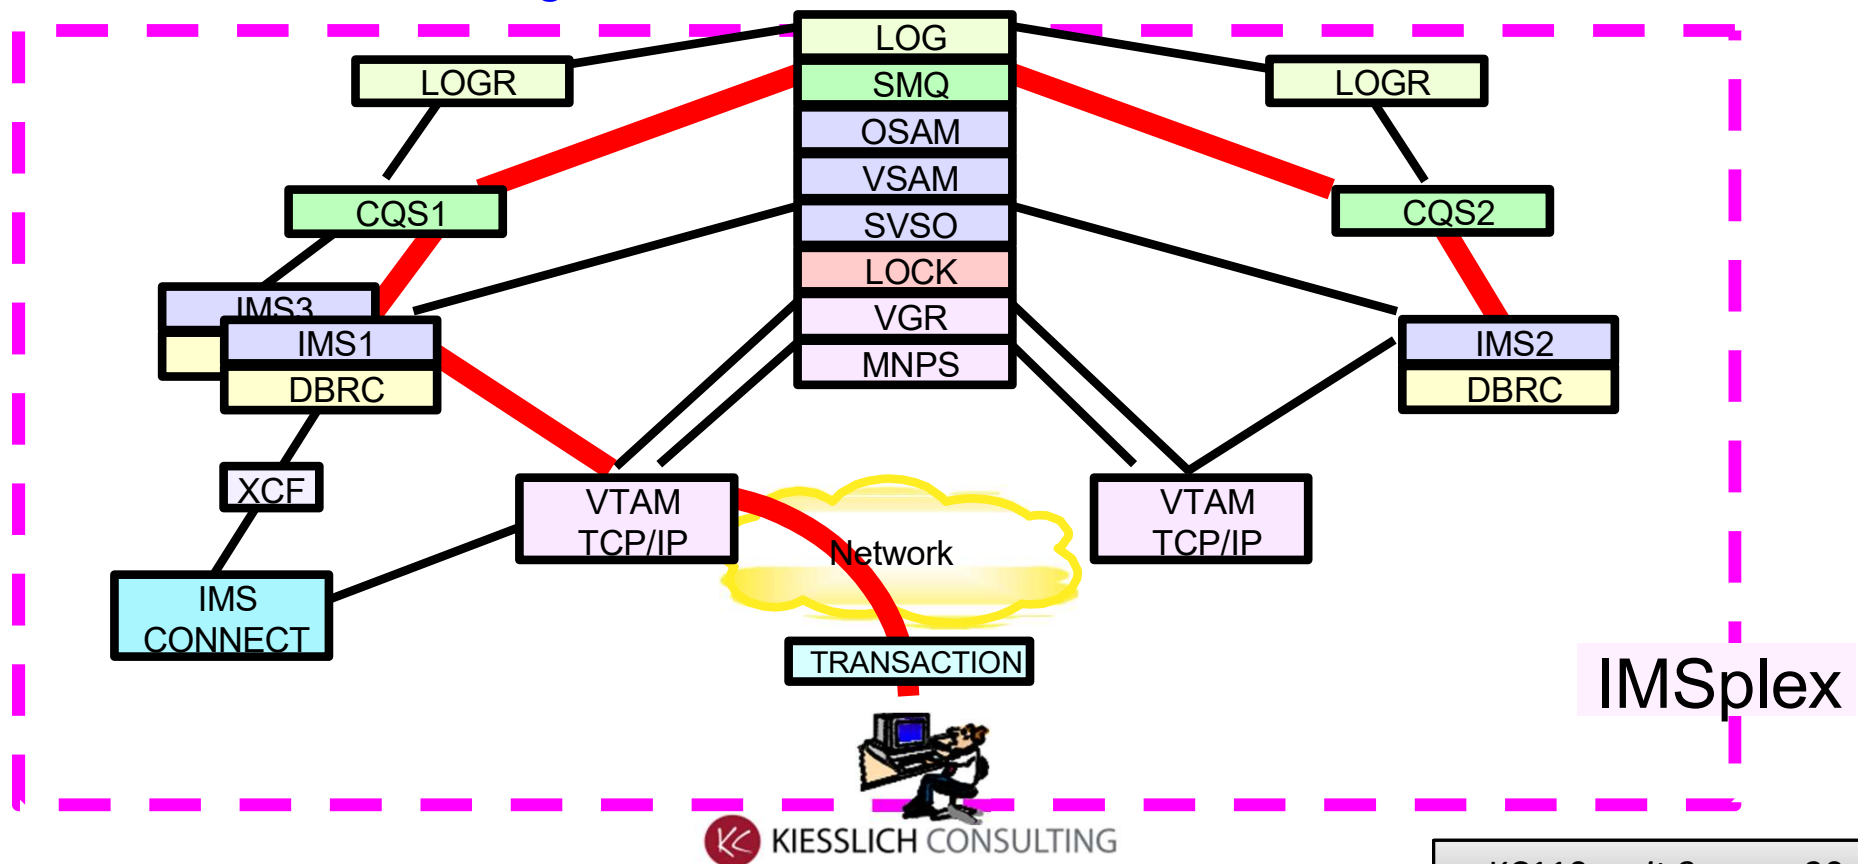 LOG
LOGR
LOGR
SMQ
OSAM
VSAM
CQS1
CQS2
SVSO
LOCK
IMS3
VGR
IMS1
IMS2
MNPS
DBRC
DBRC
XCF
VTAM
TCP/IP
VTAM
TCP/IP
Network
IMS
CONNECT
TRANSACTION
IMSplex
KC KIESSLICH CONSULTING